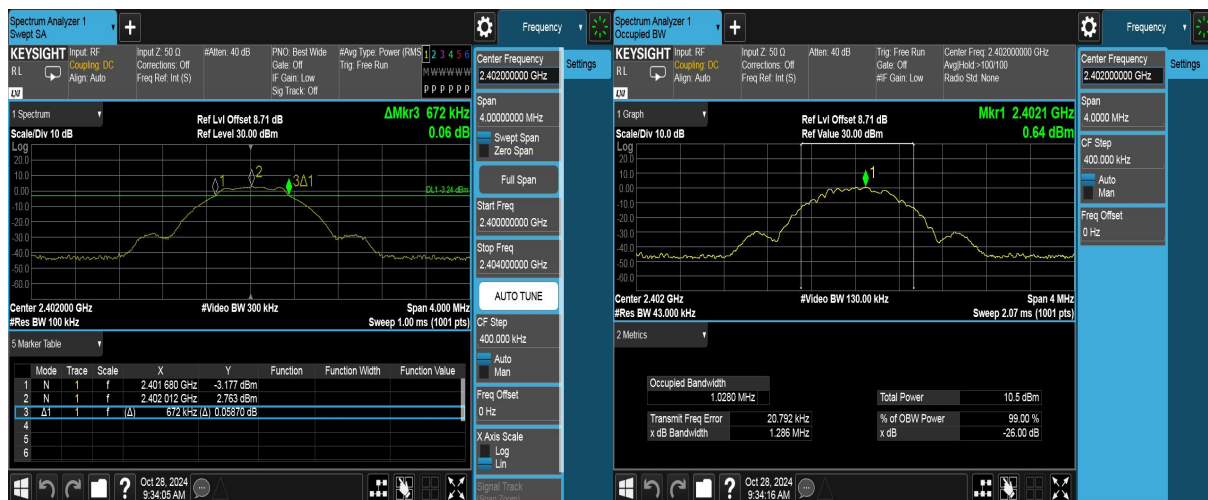 Spectrum Analyzer 1
Swept SA
+
Frequency
KEYSIGHT Input: RF Input Z: 50 Ω #Atten: 40 dB PNO: Best Wide #Avg Type: Power (RMS 1 2 3 4 5 6
RL Coupling: DC Corrections: Off Gate: Off Trig: Free Run M W W W W W
Align: Auto Freq Ref: Int (S) IF Gain: Low
Sig Track: Off P P P P P P
LXI
1 Spectrum
Ref Lvl Offset 8.71 dB
ΔMkr3 672 kHz
Scale/Div 10 dB Ref Level 30.00 dBm 0.06 dB
Log
20.0
10.0
0.00
-10.0
-20.0
-30.0
-40.0
-50.0
1
2
3Δ1
DL1 -3.24 dBm
Center 2.402000 GHz #Video BW 300 kHz Span 4.000 MHz
#Res BW 100 kHz Sweep 1.00 ms (1001 pts)
5 Marker Table
Mode Trace Scale X Y Function Function Width Function Value
1 N 1 f 2.401 680 GHz -3.177 dBm
2 N 1 f 2.402 012 GHz 2.763 dBm
3 Δ1 1 f (Δ) 672 kHz (Δ) 0.05870 dB
4
5
6
Oct 28, 2024
9:34:05 AM
?
Center Frequency
2.402000000 GHz
Settings
Span
4.00000000 MHz
Swept Span
Zero Span
Full Span
Start Freq
2.400000000 GHz
Stop Freq
2.404000000 GHz
AUTO TUNE
CF Step
400.000 kHz
Auto
Man
Freq Offset
0 Hz
X Axis Scale
Log
Lin
Signal Track
(Span Zoom)
Spectrum Analyzer 1
Occupied BW
+
Frequency
KEYSIGHT Input: RF Input Z: 50 Ω Atten: 40 dB Trig: Free Run Center Freq: 2.402000000 GHz
RL Coupling: DC Corrections: Off Gate: Off Avg|Hold:>100/100
Align: Auto Freq Ref: Int (S) #IF Gain: Low Radio Std: None
LXI
1 Graph
Ref Lvl Offset 8.71 dB
Mkr1 2.4021 GHz
Scale/Div 10.0 dB Ref Value 30.00 dBm 0.64 dBm
Log
20.0
10.0
0.00
-10.0
-20.0
-30.0
-40.0
-50.0
-60.0
1
Center 2.402 GHz #Video BW 130.00 kHz Span 4 MHz
#Res BW 43.000 kHz Sweep 2.07 ms (1001 pts)
2 Metrics
Occupied Bandwidth
1.0280 MHz
Total Power 10.5 dBm
Transmit Freq Error 20.792 kHz % of OBW Power 99.00 %
x dB Bandwidth 1.286 MHz x dB -26.00 dB
Oct 28, 2024
9:34:16 AM
?
Center Frequency
2.402000000 GHz
Settings
Span
4.0000 MHz
CF Step
400.000 kHz
Auto
Man
Freq Offset
0 Hz